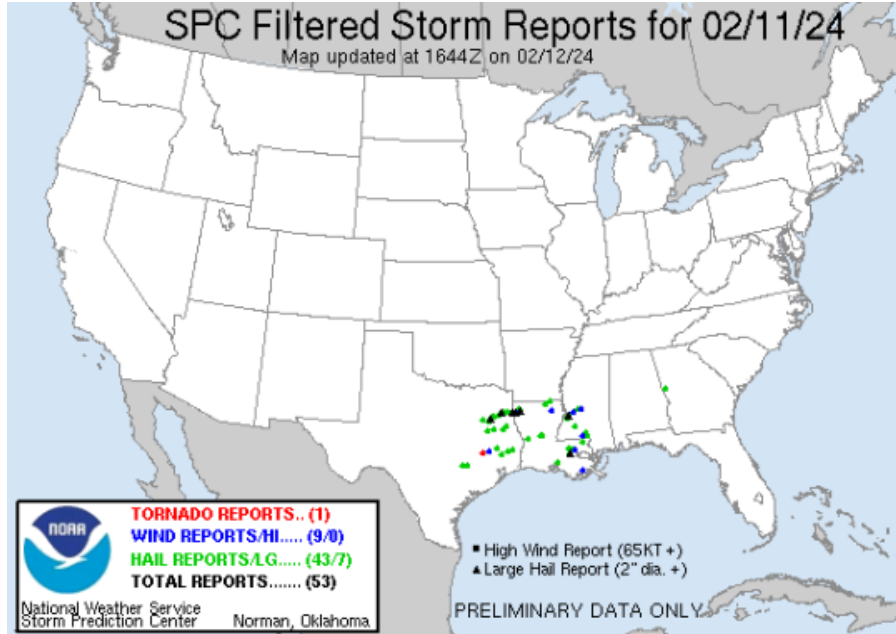 SPC Filtered Storm Reports for 02/11/24
Map updated at 1644Z on 02/12/24
NOAA
TORNADO REPORTS.. (1)
WIND REPORTS/HI..... (9/0)
HAIL REPORTS/LG..... (43/7)
TOTAL REPORTS....... (53)
National Weather Service
Storm Prediction Center Norman, Oklahoma
High Wind Report (65KT +)
Large Hail Report (2" dia. +)
PRELIMINARY DATA ONLY